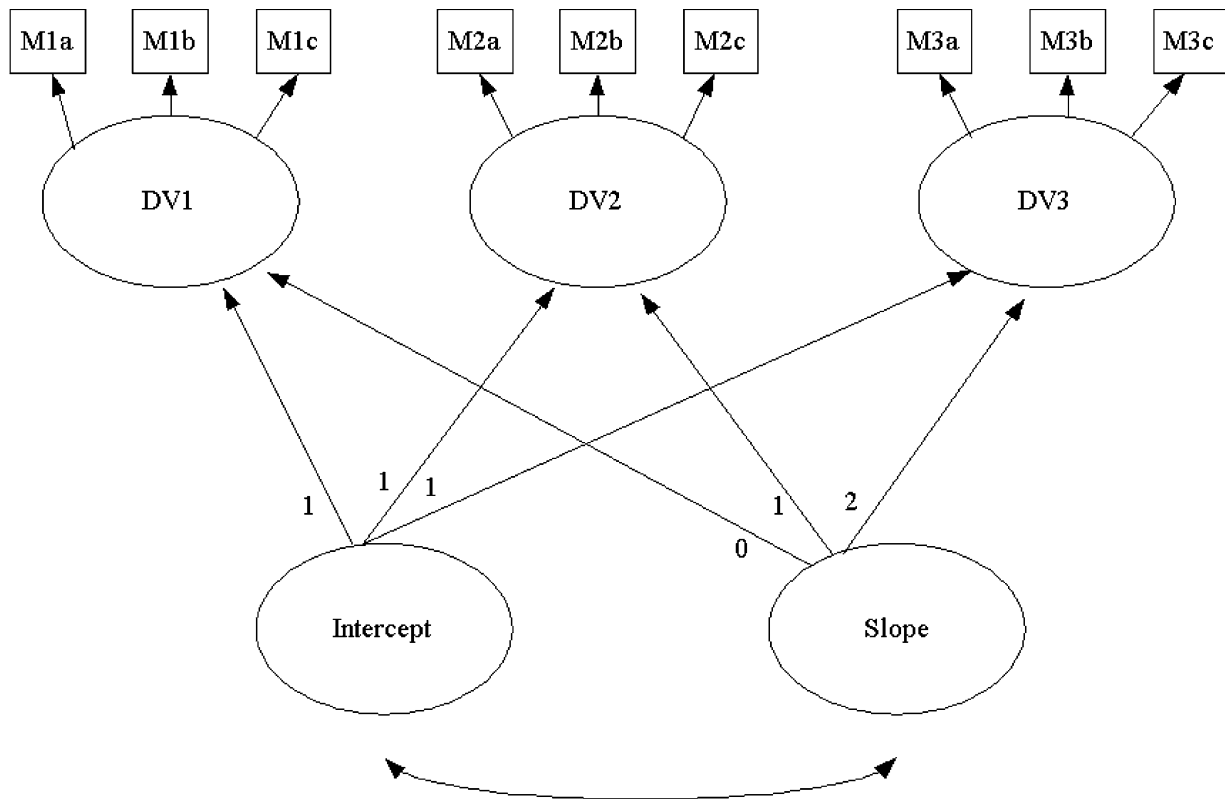 M1a M1b M1c M2a M2b M2c M3a M3b M3c
DV1 DV2 DV3
1 1 1 0 1 2
Intercept Slope